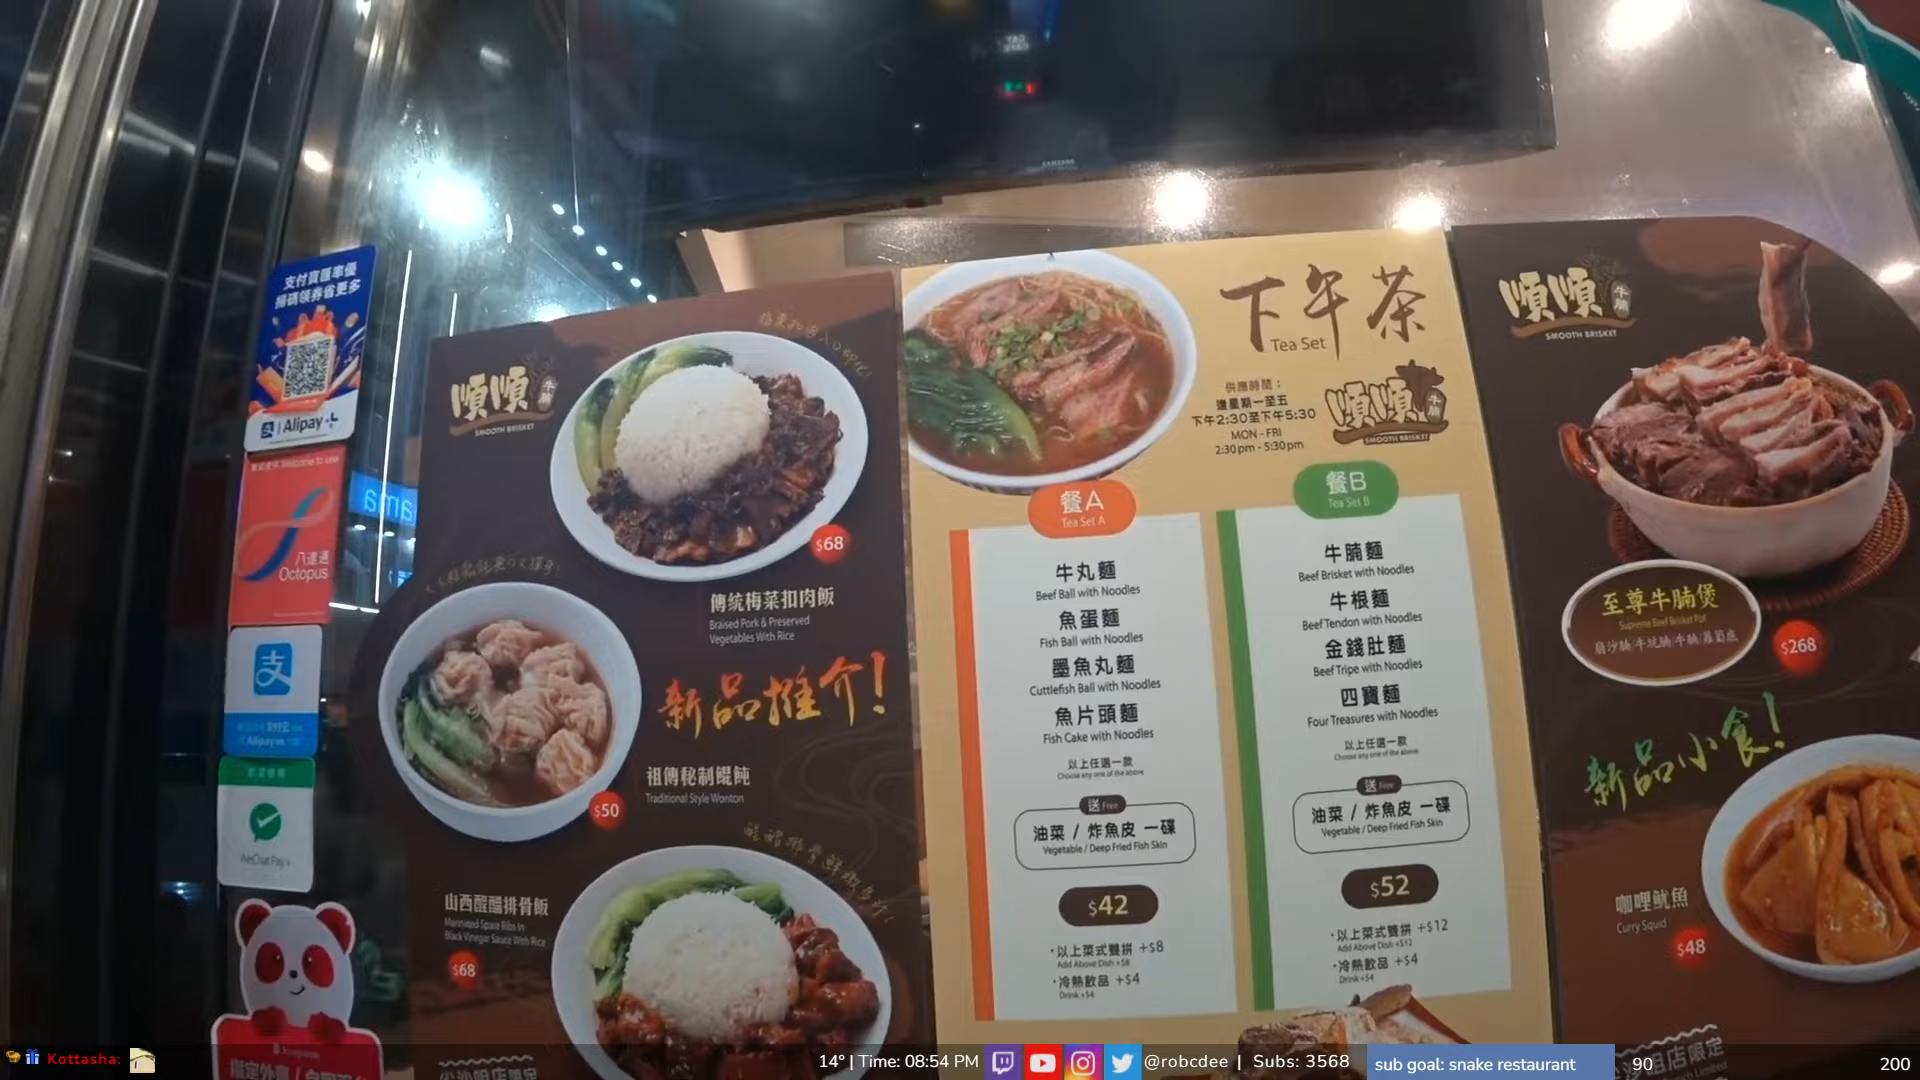 SAMSUNG
支付寶匯率優
掃碼領券省更多
Alipay+
Welcome to use
八達通
Octopus
支
WeChat Pay
順順
牛腩
SMOOTH BRISKET
$68
傳統梅菜扣肉飯
Braised Pork & Preserved
Vegetables With Rice
新品推介!
祖傳秘制餛飩
Traditional Style Wonton
$50
山西醒醋排骨飯
Marinated Spare Ribs In
Black Vinegar Sauce With Rice
$68
下午茶
Tea Set
供應時間：
逢星期一至五
下午2:30至下午5:30
MON - FRI
2:30pm - 5:30pm
順順
牛腩
SMOOTH BRISKET
餐A
Tea Set A
牛丸麵
Beef Ball with Noodles
魚蛋麵
Fish Ball with Noodles
墨魚丸麵
Cuttlefish Ball with Noodles
魚片頭麵
Fish Cake with Noodles
以上任選一款
Choose any one of the above
送 Free
油菜 / 炸魚皮 一碟
Vegetable / Deep Fried Fish Skin
$42
·以上菜式雙拼 +$8
Add Above Dish +$8
·冷熱飲品 +$4
Drink +$4
餐B
Tea Set B
牛腩麵
Beef Brisket with Noodles
牛根麵
Beef Tendon with Noodles
金錢肚麵
Beef Tripe with Noodles
四寶麵
Four Treasures with Noodles
以上任選一款
Choose any one of the above
送 Free
油菜 / 炸魚皮 一碟
Vegetable / Deep Fried Fish Skin
$52
·以上菜式雙拼 +$12
Add Above Dish +$12
·冷熱飲品 +$4
Drink +$4
順順
牛腩
SMOOTH BRISKET
至尊牛腩煲
Supreme Beef Brisket Pot
$268
新品小食!
咖喱魷魚
Curry Squid
$48
Kottasha:
14° | Time: 08:54 PM
@robcdee | Subs: 3568
sub goal: snake restaurant
90
200